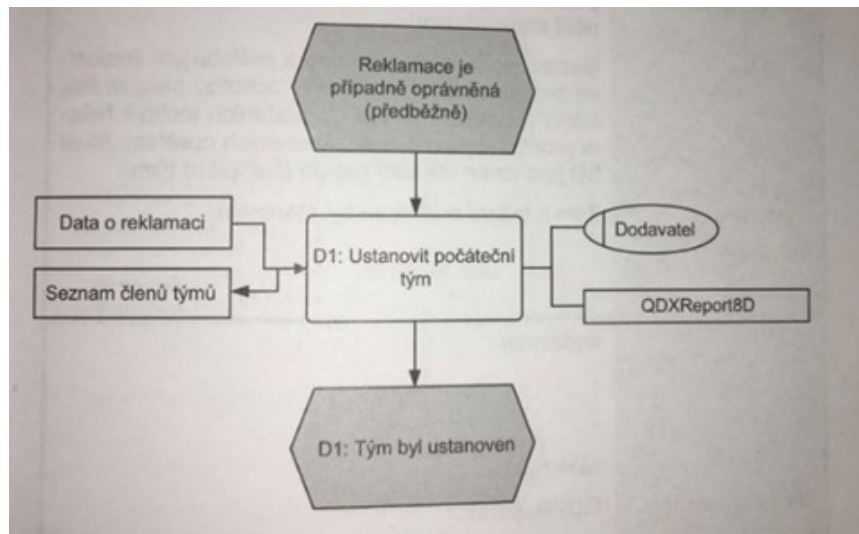 Reklamace je
případně oprávněná
(předběžně)
Data o reklamaci
Seznam členů týmů
D1: Ustanovit počáteční
tým
Dodavatel
QDXReport8D
D1: Tým byl ustanoven